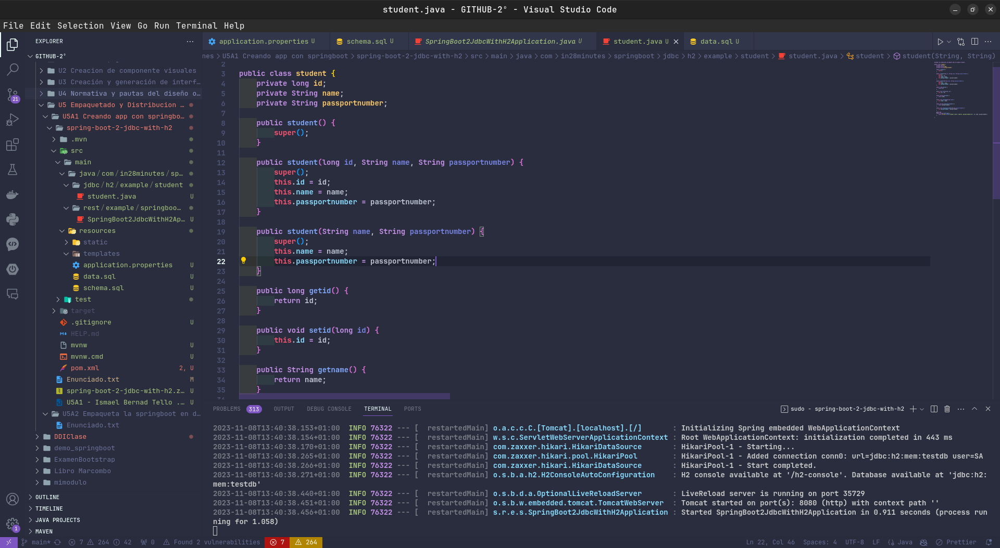 student.java - GITHUB-2º - Visual Studio Code
File Edit Selection View Go Run Terminal Help
EXPLORER
GITHUB-2º
U2 Creacion de componente visuales
U3 Creación y generación de interf...
U4 Normativa y pautas del diseño o...
U5 Empaquetado y Distribucion ...
U5A1 Creando app con springbo...
spring-boot-2-jdbc-with-h2
.mvn
src
main
java/com/in28minutes/sp...
jdbc/h2/example/student
student.java U
rest/example/springboo...
SpringBoot2JdbcWithH2Ap... U
resources
static
templates
application.properties U
data.sql U
schema.sql U
test
target
.gitignore U
HELP.md
mvnw U
mvnw.cmd U
pom.xml 2, U
Enunciado.txt M
spring-boot-2-jdbc-with-h2.z... U
U5A1 - Ismael Bernad Tello ... U
U5A2 Empaqueta la springboot en d...
Enunciado.txt
DDIClase
demo_springboot
ExamenBootstrap
Libro Marcombo
mimodulo
OUTLINE
TIMELINE
JAVA PROJECTS
MAVEN
21
1
application.properties U
schema.sql U
SpringBoot2JdbcWithH2Application.java U
student.java U
data.sql U
nes > U5A1 Creando app con springboot > spring-boot-2-jdbc-with-h2 > src > main > java > com > in28minutes > springboot > jdbc > h2 > example > student > student.java > student > student(String, String)
2
3 public class student {
4 private long id;
5 private String name;
6 private String passportnumber;
7
8 public student() {
9 super();
10 }
11
12 public student(long id, String name, String passportnumber) {
13 super();
14 this.id = id;
15 this.name = name;
16 this.passportnumber = passportnumber;
17 }
18
19 public student(String name, String passportnumber) {
20 super();
21 this.name = name;
22 this.passportnumber = passportnumber;
23 }
24
25 public long getid() {
26 return id;
27 }
28
29 public void setid(long id) {
30 this.id = id;
31 }
32
33 public String getname() {
34 return name;
35 }
PROBLEMS 313 OUTPUT DEBUG CONSOLE TERMINAL PORTS
sudo - spring-boot-2-jdbc-with-h2
2023-11-08T13:40:38.153+01:00 INFO 76322 --- [ restartedMain] o.a.c.c.C.[Tomcat].[localhost].[/] : Initializing Spring embedded WebApplicationContext
2023-11-08T13:40:38.154+01:00 INFO 76322 --- [ restartedMain] w.s.c.ServletWebServerApplicationContext : Root WebApplicationContext: initialization completed in 443 ms
2023-11-08T13:40:38.170+01:00 INFO 76322 --- [ restartedMain] com.zaxxer.hikari.HikariDataSource : HikariPool-1 - Starting...
2023-11-08T13:40:38.265+01:00 INFO 76322 --- [ restartedMain] com.zaxxer.hikari.pool.HikariPool : HikariPool-1 - Added connection conn0: url=jdbc:h2:mem:testdb user=SA
2023-11-08T13:40:38.266+01:00 INFO 76322 --- [ restartedMain] com.zaxxer.hikari.HikariDataSource : HikariPool-1 - Start completed.
2023-11-08T13:40:38.271+01:00 INFO 76322 --- [ restartedMain] o.s.b.a.h2.H2ConsoleAutoConfiguration : H2 console available at '/h2-console'. Database available at 'jdbc:h2:
mem:testdb'
2023-11-08T13:40:38.440+01:00 INFO 76322 --- [ restartedMain] o.s.b.d.a.OptionalLiveReloadServer : LiveReload server is running on port 35729
2023-11-08T13:40:38.451+01:00 INFO 76322 --- [ restartedMain] o.s.b.w.embedded.tomcat.TomcatWebServer : Tomcat started on port(s): 8080 (http) with context path ''
2023-11-08T13:40:38.456+01:00 INFO 76322 --- [ restartedMain] s.r.e.s.SpringBoot2JdbcWithH2Application : Started SpringBoot2JdbcWithH2Application in 0.911 seconds (process run
ning for 1.058)
main* 7 264 42 0 Found 2 vulnerabilities 7 264 Ln 22, Col 46 Spaces: 4 UTF-8 LF Java Prettier